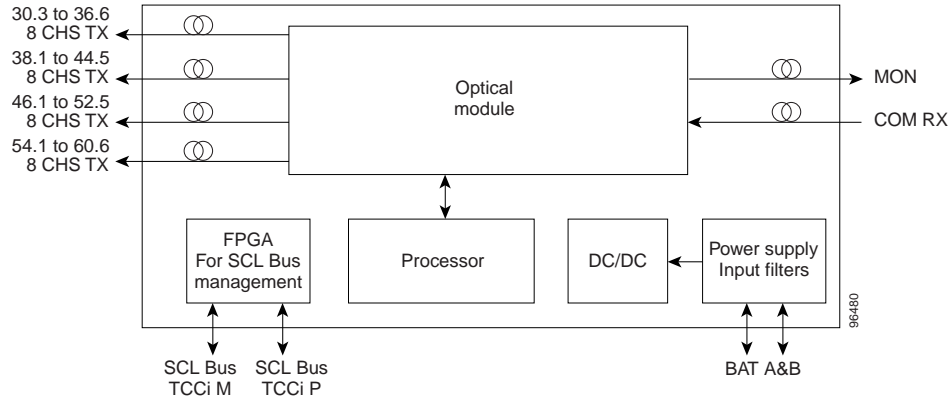 30.3 to 36.6
8 CHS TX
38.1 to 44.5
8 CHS TX
46.1 to 52.5
8 CHS TX
54.1 to 60.6
8 CHS TX
Optical
module
MON
COM RX
FPGA
For SCL Bus
management
Processor
DC/DC
Power supply
Input filters
96480
SCL Bus
TCCi M
SCL Bus
TCCi P
BAT A&B